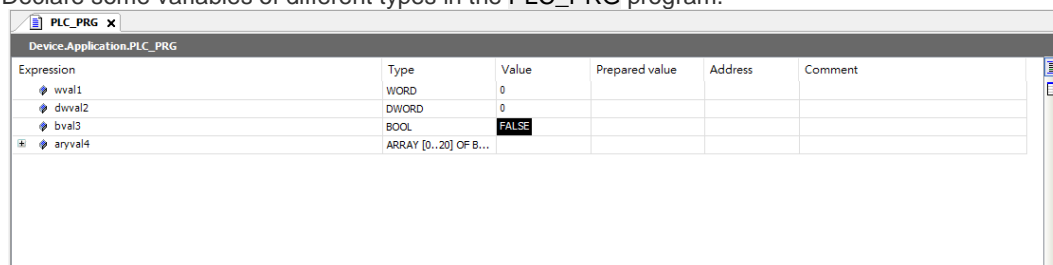 Declare some variables of different types in the PLC_PRG program.
PLC_PRG x
Device.Application.PLC_PRG
Expression Type Value Prepared value Address Comment
wval1 WORD 0
dwval2 DWORD 0
bval3 BOOL FALSE
aryval4 ARRAY [0..20] OF B...